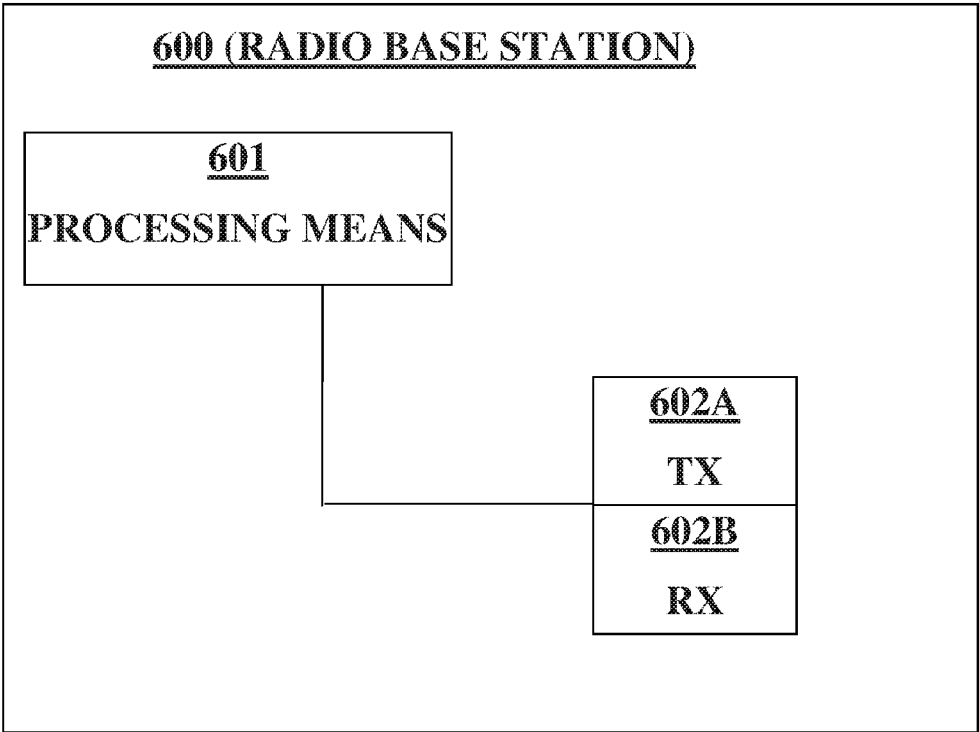 600 (RADIO BASE STATION)
601
PROCESSING MEANS
602A
TX
602B
RX